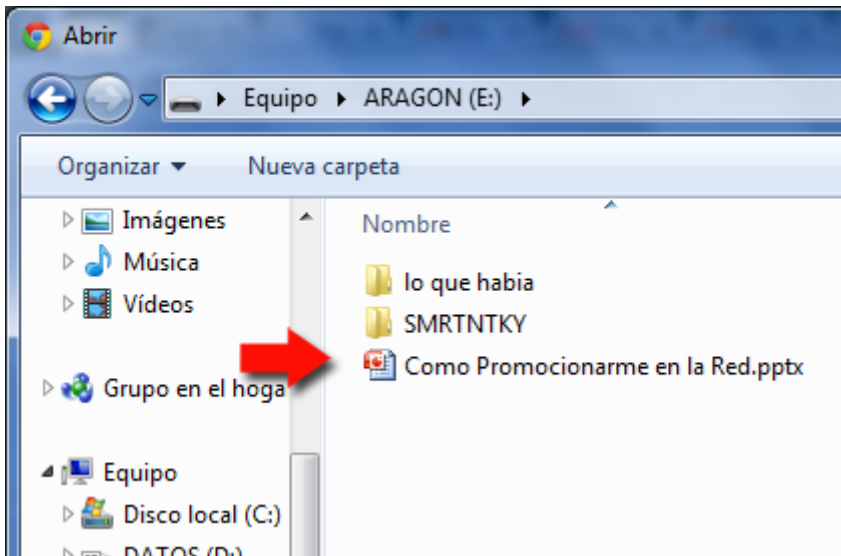 Abrir
Equipo ARAGON (E:)
Organizar Nueva carpeta
Imágenes
Música
Vídeos
Grupo en el hoga
Equipo
Disco local (C:)
DATOS (D:)
Nombre
lo que habia
SMRTNTKY
Como Promocionarme en la Red.pptx